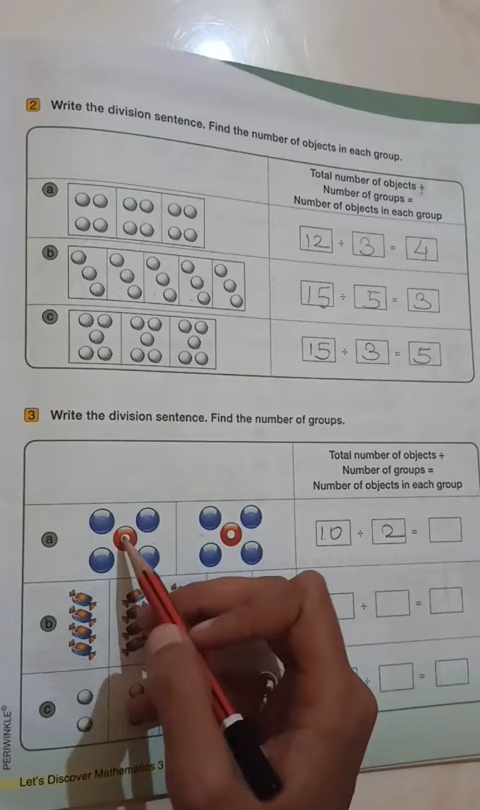 2 Write the division sentence. Find the number of objects in each group.
Total number of objects ÷
Number of groups =
Number of objects in each group
a
12 ÷ 3 = 4
b
15 ÷ 5 = 3
c
15 ÷ 3 = 5
3 Write the division sentence. Find the number of groups.
Total number of objects ÷
Number of groups =
Number of objects in each group
a
10 ÷ 2 =
b
÷ =
c
÷ =
PERIWINKLE®
Let's Discover Mathematics 3